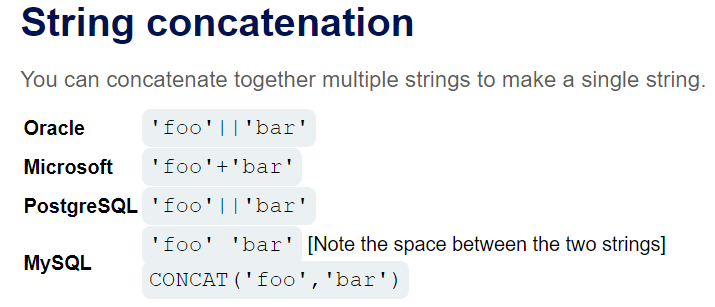 String concatenation
You can concatenate together multiple strings to make a single string.
Oracle 'foo'||'bar'
Microsoft 'foo'+'bar'
PostgreSQL 'foo'||'bar'
MySQL 'foo' 'bar' [Note the space between the two strings]
CONCAT('foo','bar')